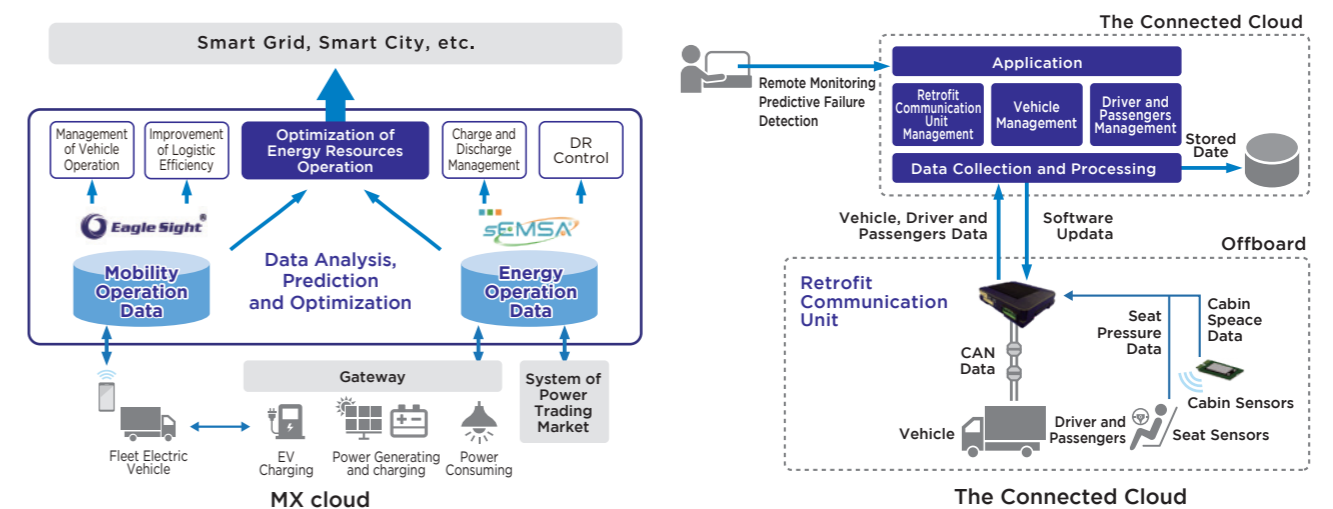 Smart Grid, Smart City, etc.
Management
of Vehicle
Operation
Improvement
of Logistic
Efficiency
Optimization of
Energy Resources
Operation
Charge and
Discharge
Management
DR
Control
Eagle Sight®
sEMSA®
Mobility
Operation
Data
Data Analysis,
Prediction
and Optimization
Energy
Operation
Data
Gateway
System of
Power
Trading
Market
Fleet Electric
Vehicle
EV
Charging
Power Generating
and charging
Power
Consuming
MX cloud
The Connected Cloud
Remote Monitoring
Predictive Failure
Detection
Application
Retrofit
Communication
Unit
Management
Vehicle
Management
Driver and
Passengers
Management
Data Collection and Processing
Stored
Date
Vehicle, Driver and
Passengers Data
Software
Updata
Offboard
Retrofit
Communication
Unit
CAN
Data
Seat
Pressure
Data
Cabin
Speace
Data
Cabin Sensors
Vehicle
Driver and
Passengers
Seat Sensors
The Connected Cloud